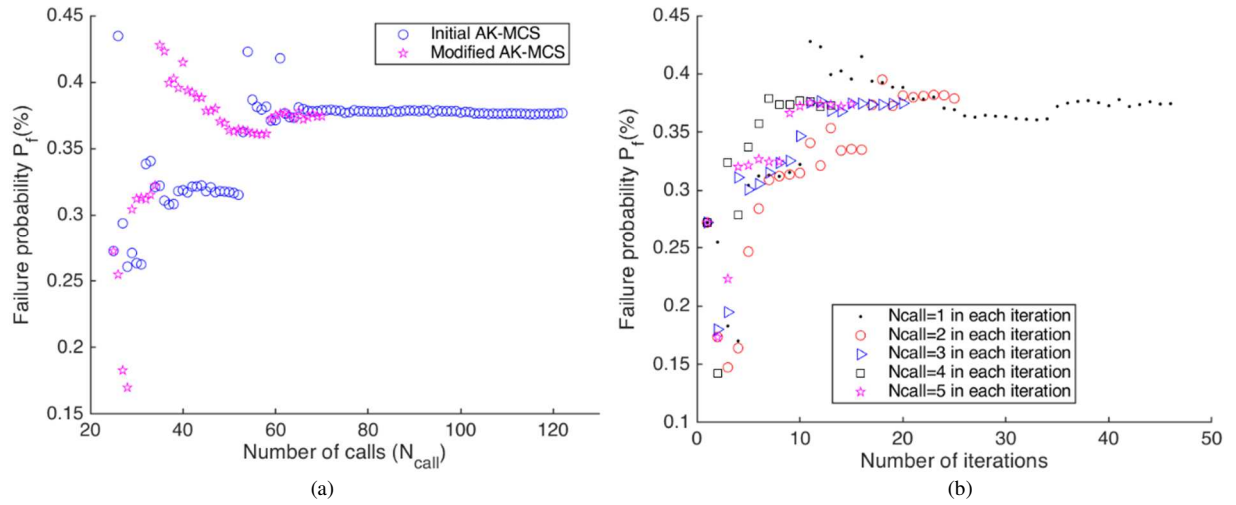 0.45
0.4
0.35
0.3
0.25
0.2
0.15
20
40
60
80
100
120
Failure probability P_f(%)
Number of calls (N_call)
Initial AK-MCS
Modified AK-MCS
(a)
0.45
0.4
0.35
0.3
0.25
0.2
0.15
0.1
0
10
20
30
40
50
Failure probability P_f(%)
Number of iterations
Ncall=1 in each iteration
Ncall=2 in each iteration
Ncall=3 in each iteration
Ncall=4 in each iteration
Ncall=5 in each iteration
(b)